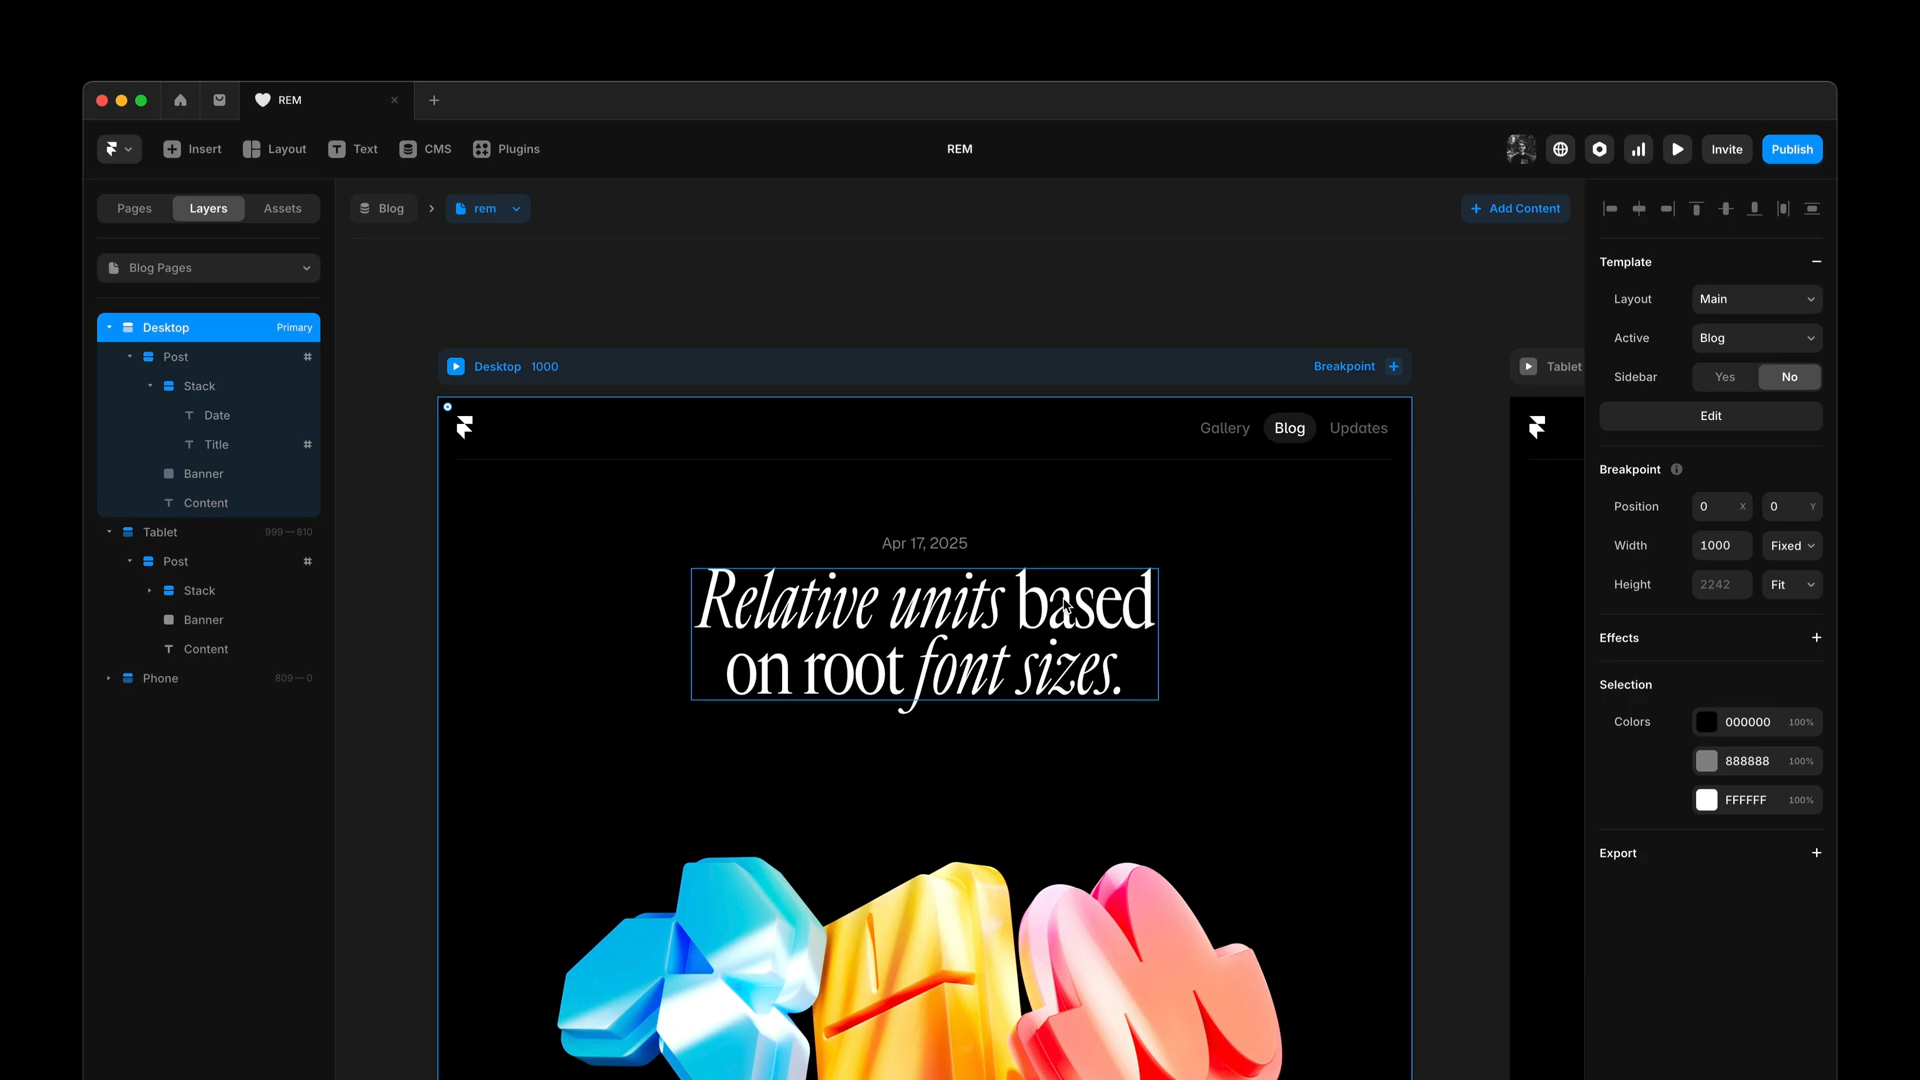 REM
Insert
Layout
Text
CMS
Plugins
REM
Invite
Publish
Pages
Layers
Assets
Blog
rem
Add Content
Blog Pages
Desktop
Primary
Post
Stack
Date
Title
Banner
Content
Tablet
999 — 810
Post
Stack
Banner
Content
Phone
809 — 0
Desktop 1000
Breakpoint
Tablet
Gallery
Blog
Updates
Apr 17, 2025
Relative units based
on root font sizes.
Template
Layout
Main
Active
Blog
Sidebar
Yes
No
Edit
Breakpoint
Position
0 X
0 Y
Width
1000
Fixed
Height
2242
Fit
Effects
Selection
Colors
000000 100%
888888 100%
FFFFFF 100%
Export